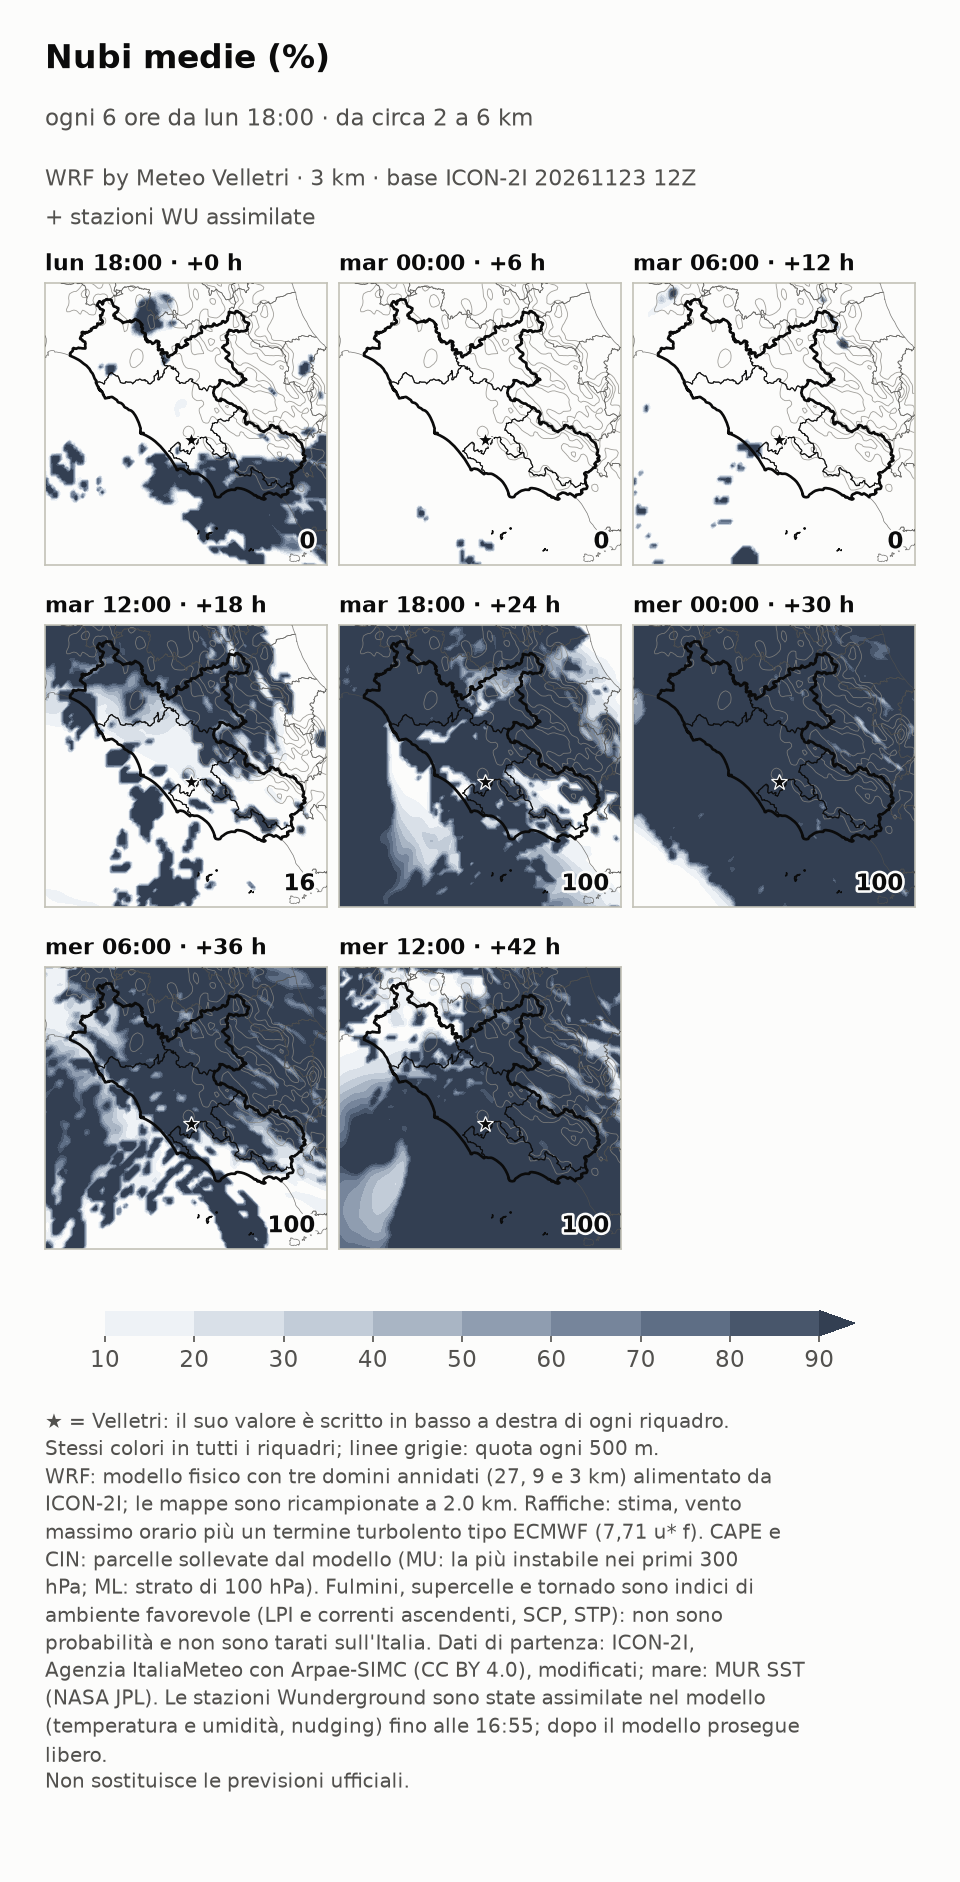 Nubi medie (%)
ogni 6 ore da lun 18:00 · da circa 2 a 6 km
WRF by Meteo Velletri · 3 km · base ICON-2I 20261123 12Z
+ stazioni WU assimilate
lun 18:00 · +0 h
mar 00:00 · +6 h
mar 06:00 · +12 h
0
0
0
mar 12:00 · +18 h
mar 18:00 · +24 h
mer 00:00 · +30 h
16
100
100
mer 06:00 · +36 h
mer 12:00 · +42 h
100
100
10 20 30 40 50 60 70 80 90
★ = Velletri: il suo valore è scritto in basso a destra di ogni riquadro.
Stessi colori in tutti i riquadri; linee grigie: quota ogni 500 m.
WRF: modello fisico con tre domini annidati (27, 9 e 3 km) alimentato da
ICON-2I; le mappe sono ricampionate a 2.0 km. Raffiche: stima, vento
massimo orario più un termine turbolento tipo ECMWF (7,71 u* f). CAPE e
CIN: parcelle sollevate dal modello (MU: la più instabile nei primi 300
hPa; ML: strato di 100 hPa). Fulmini, supercelle e tornado sono indici di
ambiente favorevole (LPI e correnti ascendenti, SCP, STP): non sono
probabilità e non sono tarati sull'Italia. Dati di partenza: ICON-2I,
Agenzia ItaliaMeteo con Arpae-SIMC (CC BY 4.0), modificati; mare: MUR SST
(NASA JPL). Le stazioni Wunderground sono state assimilate nel modello
(temperatura e umidità, nudging) fino alle 16:55; dopo il modello prosegue
libero.
Non sostituisce le previsioni ufficiali.